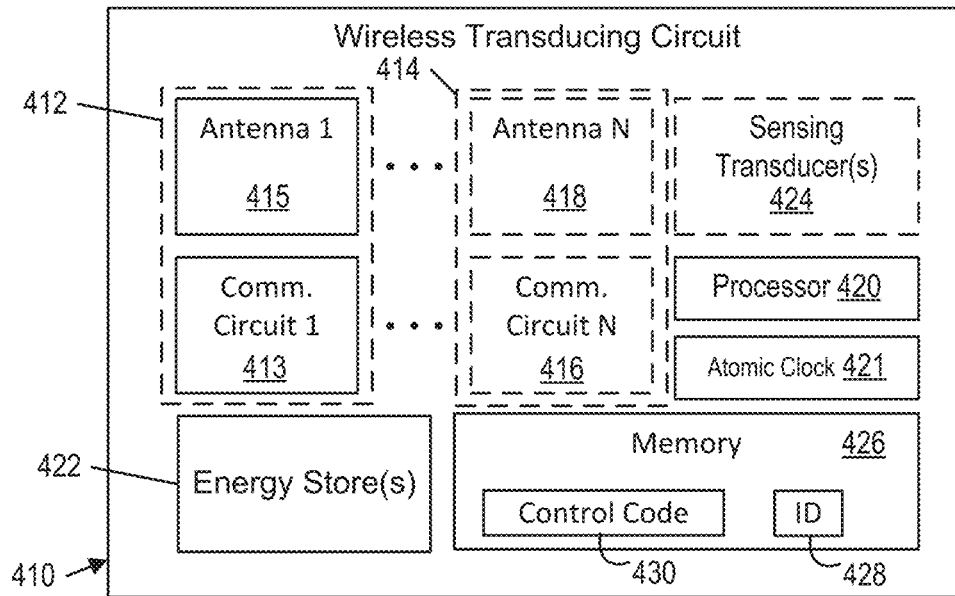 Wireless Transducing Circuit
414
412
Antenna 1
415
Antenna N
418
Sensing
Transducer(s)
424
Comm.
Circuit 1
413
Comm.
Circuit N
416
Processor 420
Atomic Clock 421
422
Energy Store(s)
Memory
426
Control Code
ID
430
428
410